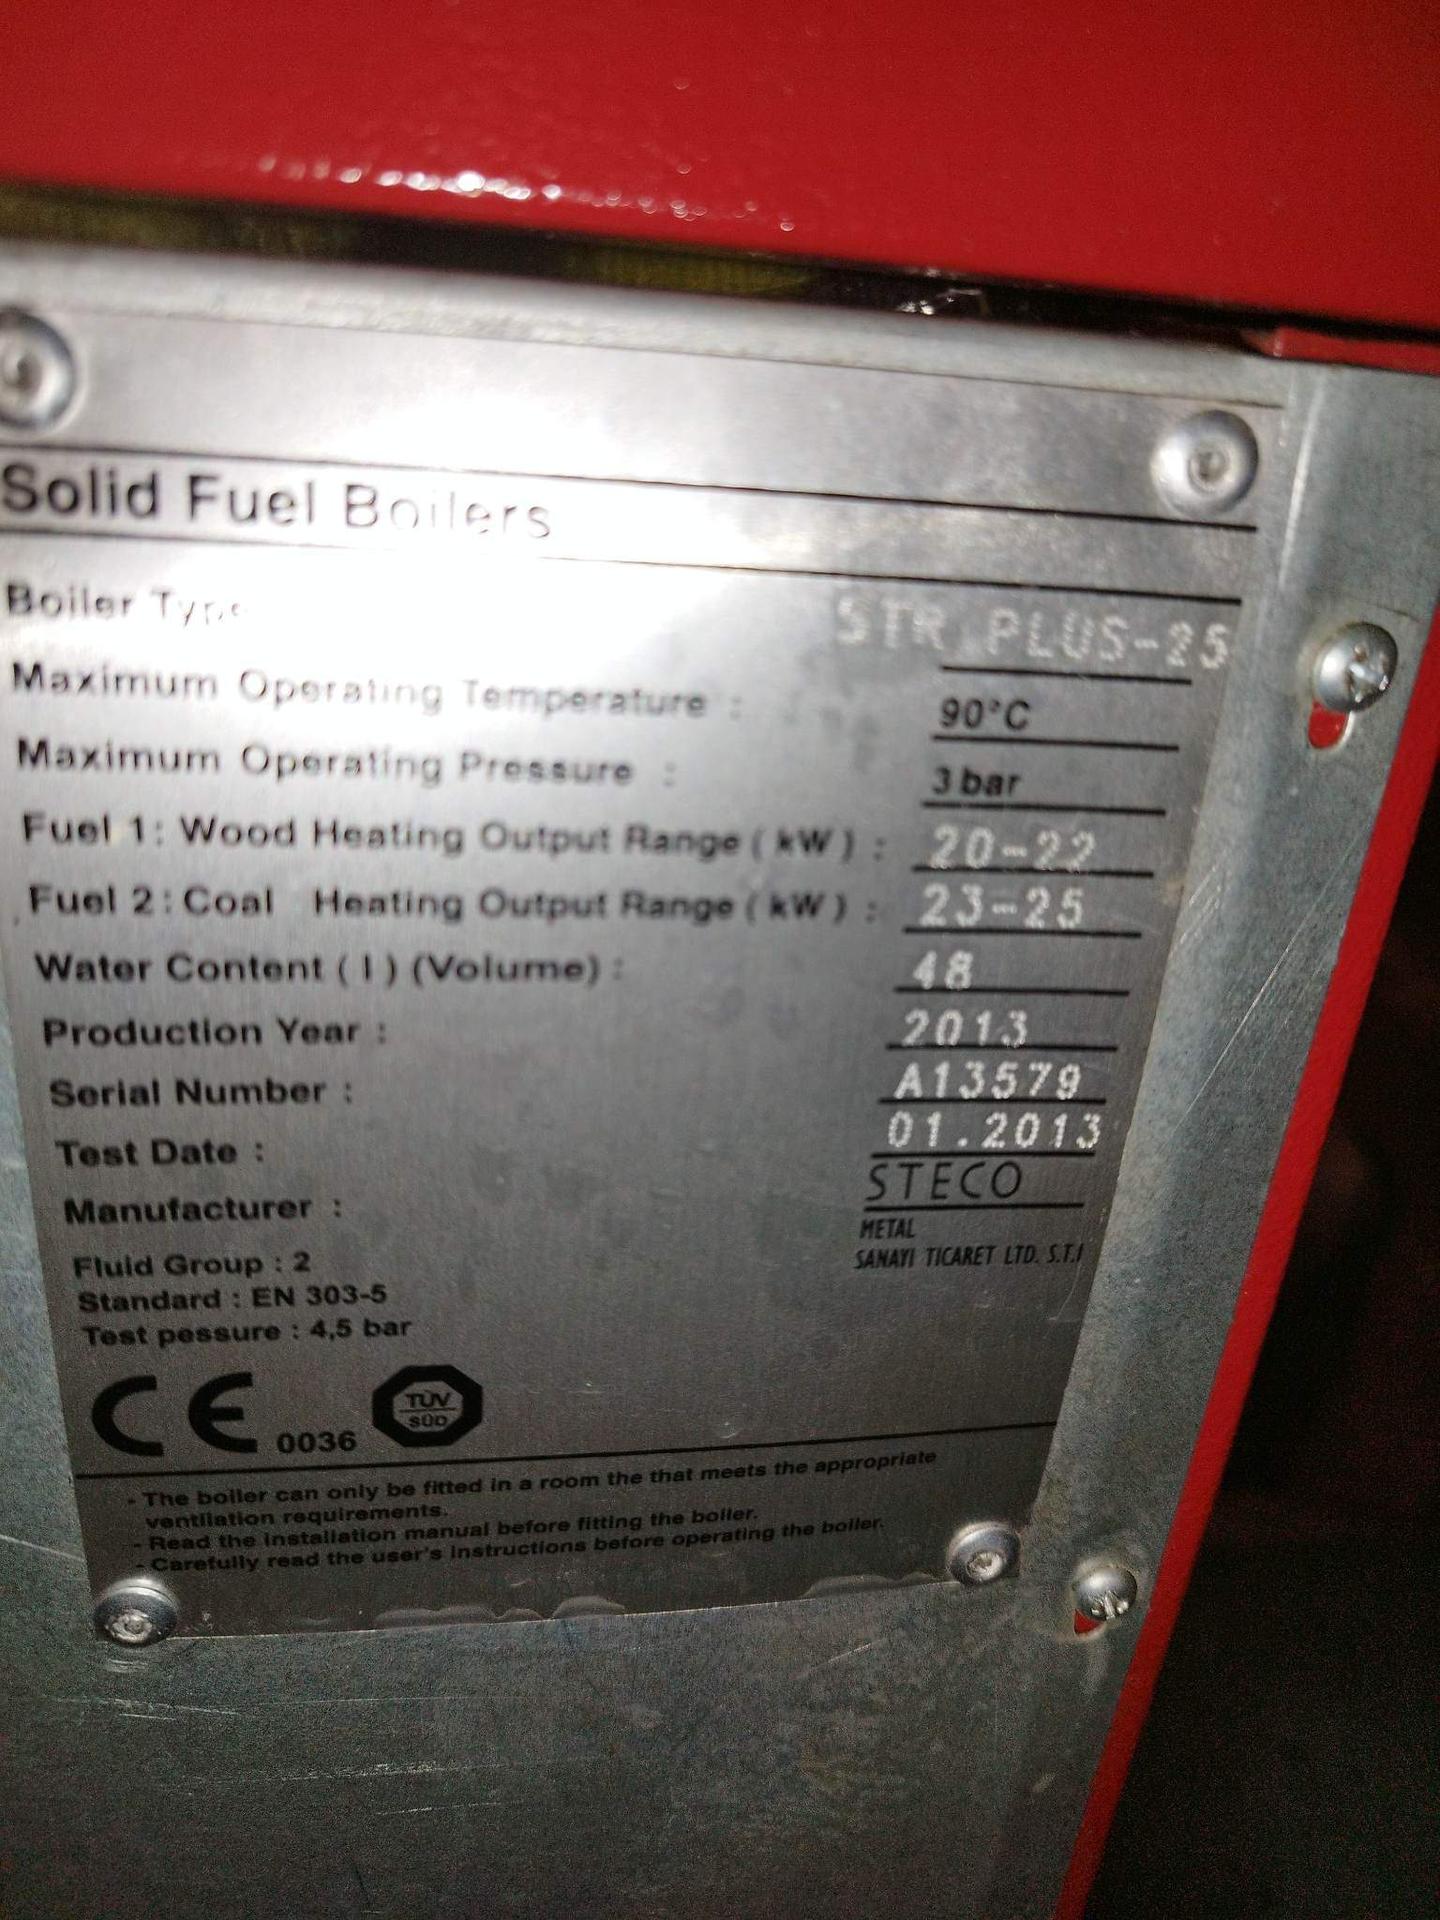 Solid Fuel Boilers
Boiler Type STR PLUS-25
Maximum Operating Temperature : 90°C
Maximum Operating Pressure : 3 bar
Fuel 1: Wood Heating Output Range ( kW ) : 20-22
Fuel 2 : Coal Heating Output Range ( kW ) : 23-25
Water Content ( l ) (Volume) : 48
Production Year : 2013
Serial Number : A13579
Test Date : 01.2013
Manufacturer : STECO
METAL
SANAYI TICARET LTD. S.T.I
Fluid Group : 2
Standard : EN 303-5
Test pessure : 4,5 bar
CE 0036 TÜV
SÜD
- The boiler can only be fitted in a room the that meets the appropriate
ventilation requirements.
- Read the installation manual before fitting the boiler.
- Carefully read the user's instructions before operating the boiler.